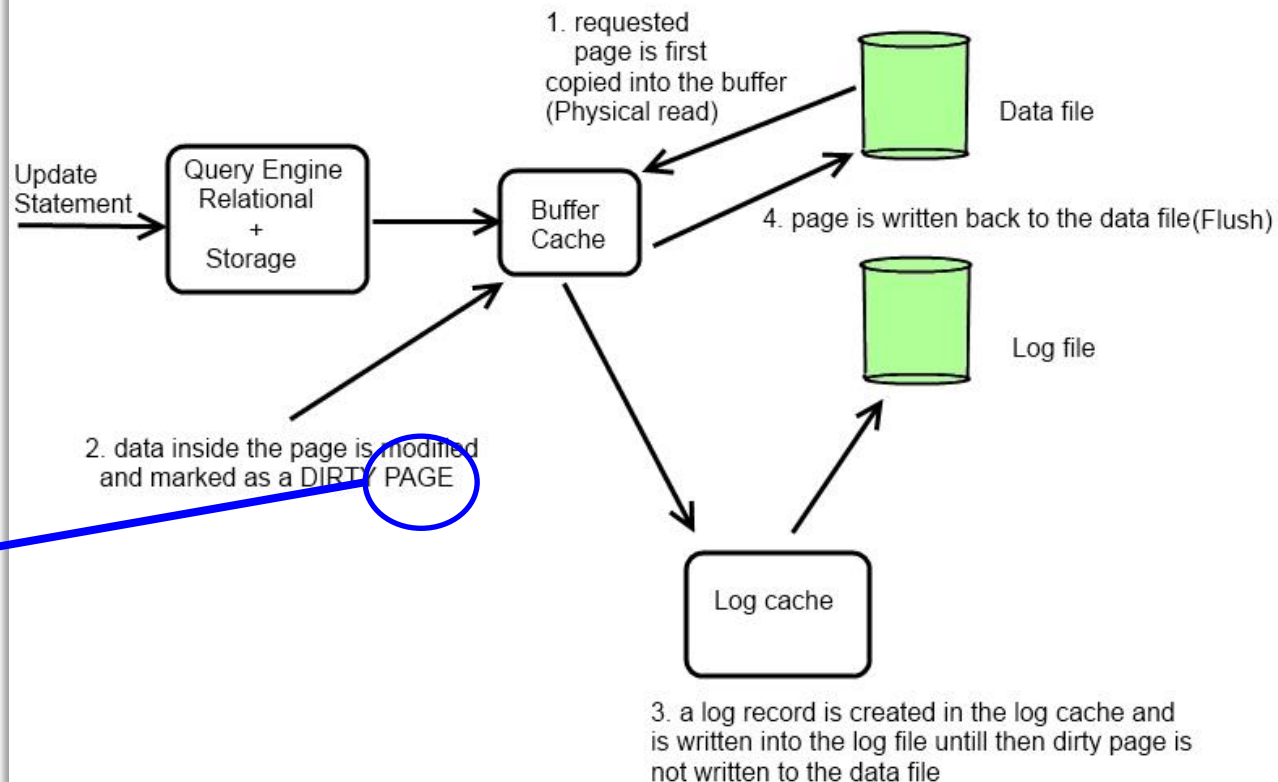 1. requested
page is first
copied into the buffer
(Physical read)
Data file
Update
Statement
Query Engine
Relational
+
Storage
Buffer
Cache
4. page is written back to the data file(Flush)
Log file
2. data inside the page is modified
and marked as a DIRTY PAGE
Log cache
3. a log record is created in the log cache and
is written into the log file untill then dirty page is
not written to the data file